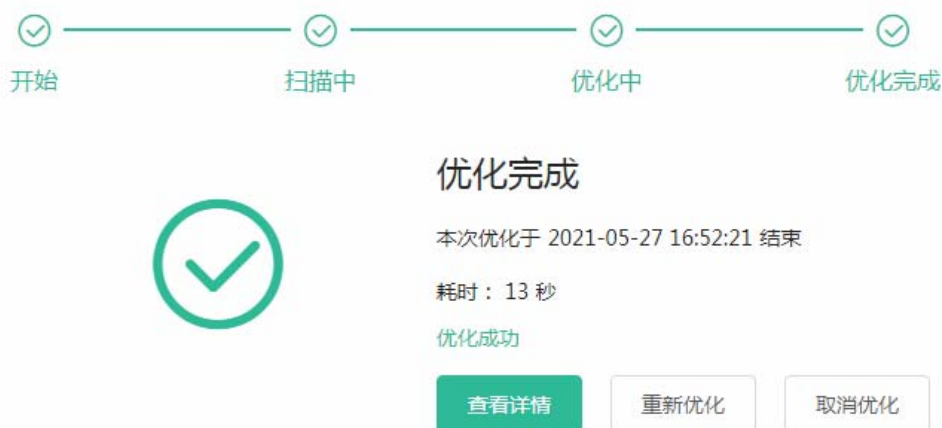 开始 扫描中 优化中 优化完成
优化完成
本次优化于 2021-05-27 16:52:21 结束
耗时： 13 秒
优化成功
查看详情 重新优化 取消优化